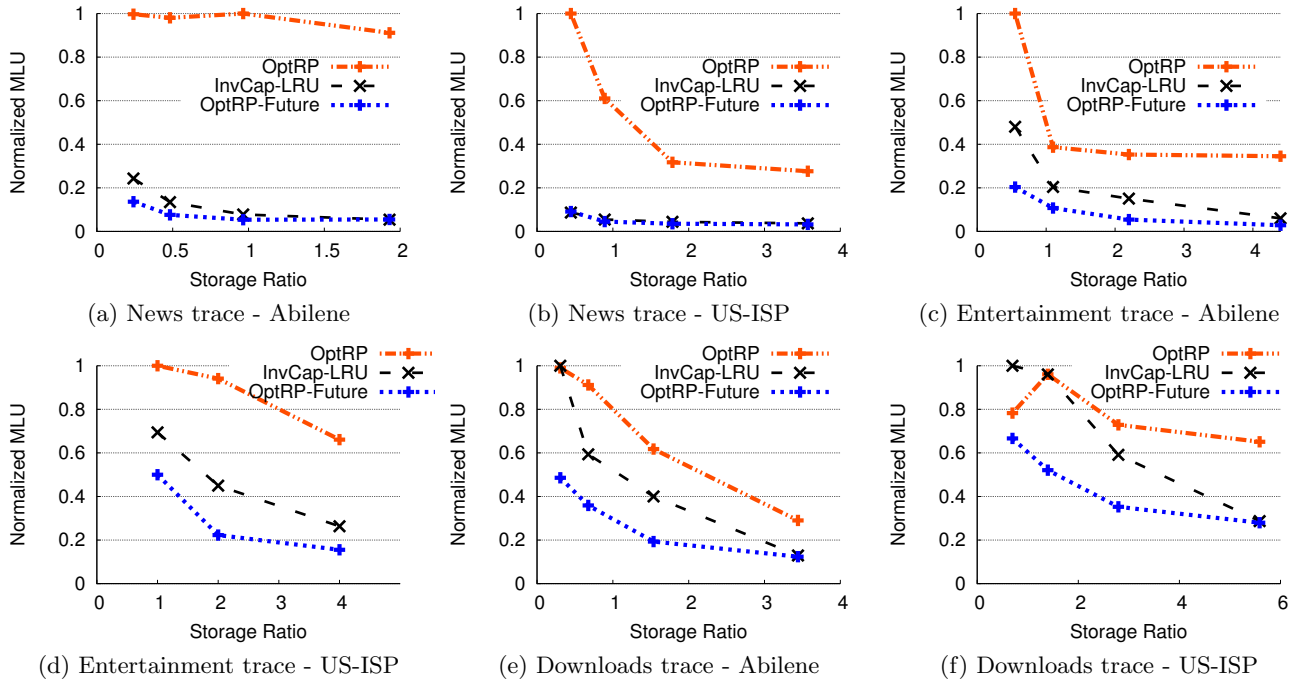 Normalized MLU
1
0.8
0.6
0.4
0.2
0
0.5
1
1.5
2
Storage Ratio
OptRP
InvCap-LRU
OptRP-Future
(a) News trace - Abilene
Normalized MLU
1
0.8
0.6
0.4
0.2
0
0
1
2
3
4
Storage Ratio
OptRP
InvCap-LRU
OptRP-Future
(b) News trace - US-ISP
Normalized MLU
1
0.8
0.6
0.4
0.2
0
0
1
2
3
4
Storage Ratio
OptRP
InvCap-LRU
OptRP-Future
(c) Entertainment trace - Abilene
Normalized MLU
1
0.8
0.6
0.4
0.2
0
0
1
2
3
4
Storage Ratio
OptRP
InvCap-LRU
OptRP-Future
(d) Entertainment trace - US-ISP
Normalized MLU
1
0.8
0.6
0.4
0.2
0
0
1
2
3
4
Storage Ratio
OptRP
InvCap-LRU
OptRP-Future
(e) Downloads trace - Abilene
Normalized MLU
1
0.8
0.6
0.4
0.2
0
0
2
4
6
Storage Ratio
OptRP
InvCap-LRU
OptRP-Future
(f) Downloads trace - US-ISP